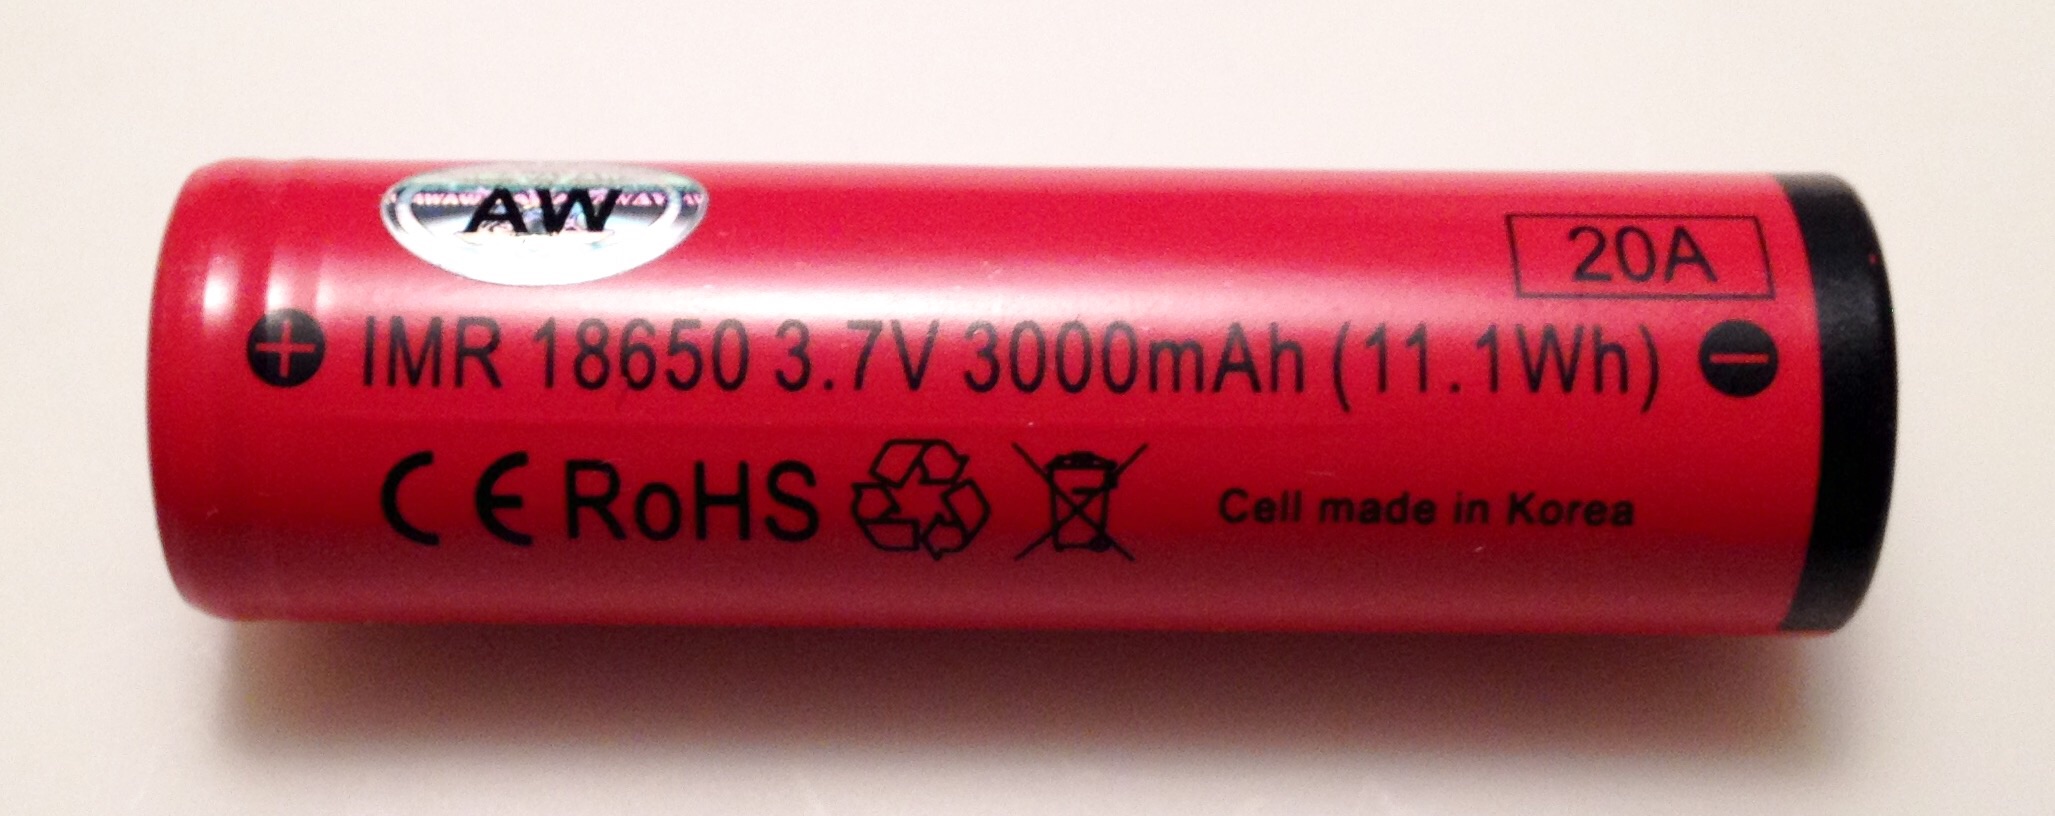 AW
20A
IMR 18650 3.7V 3000mAh (11.1Wh)
CE RoHS
Cell made in Korea